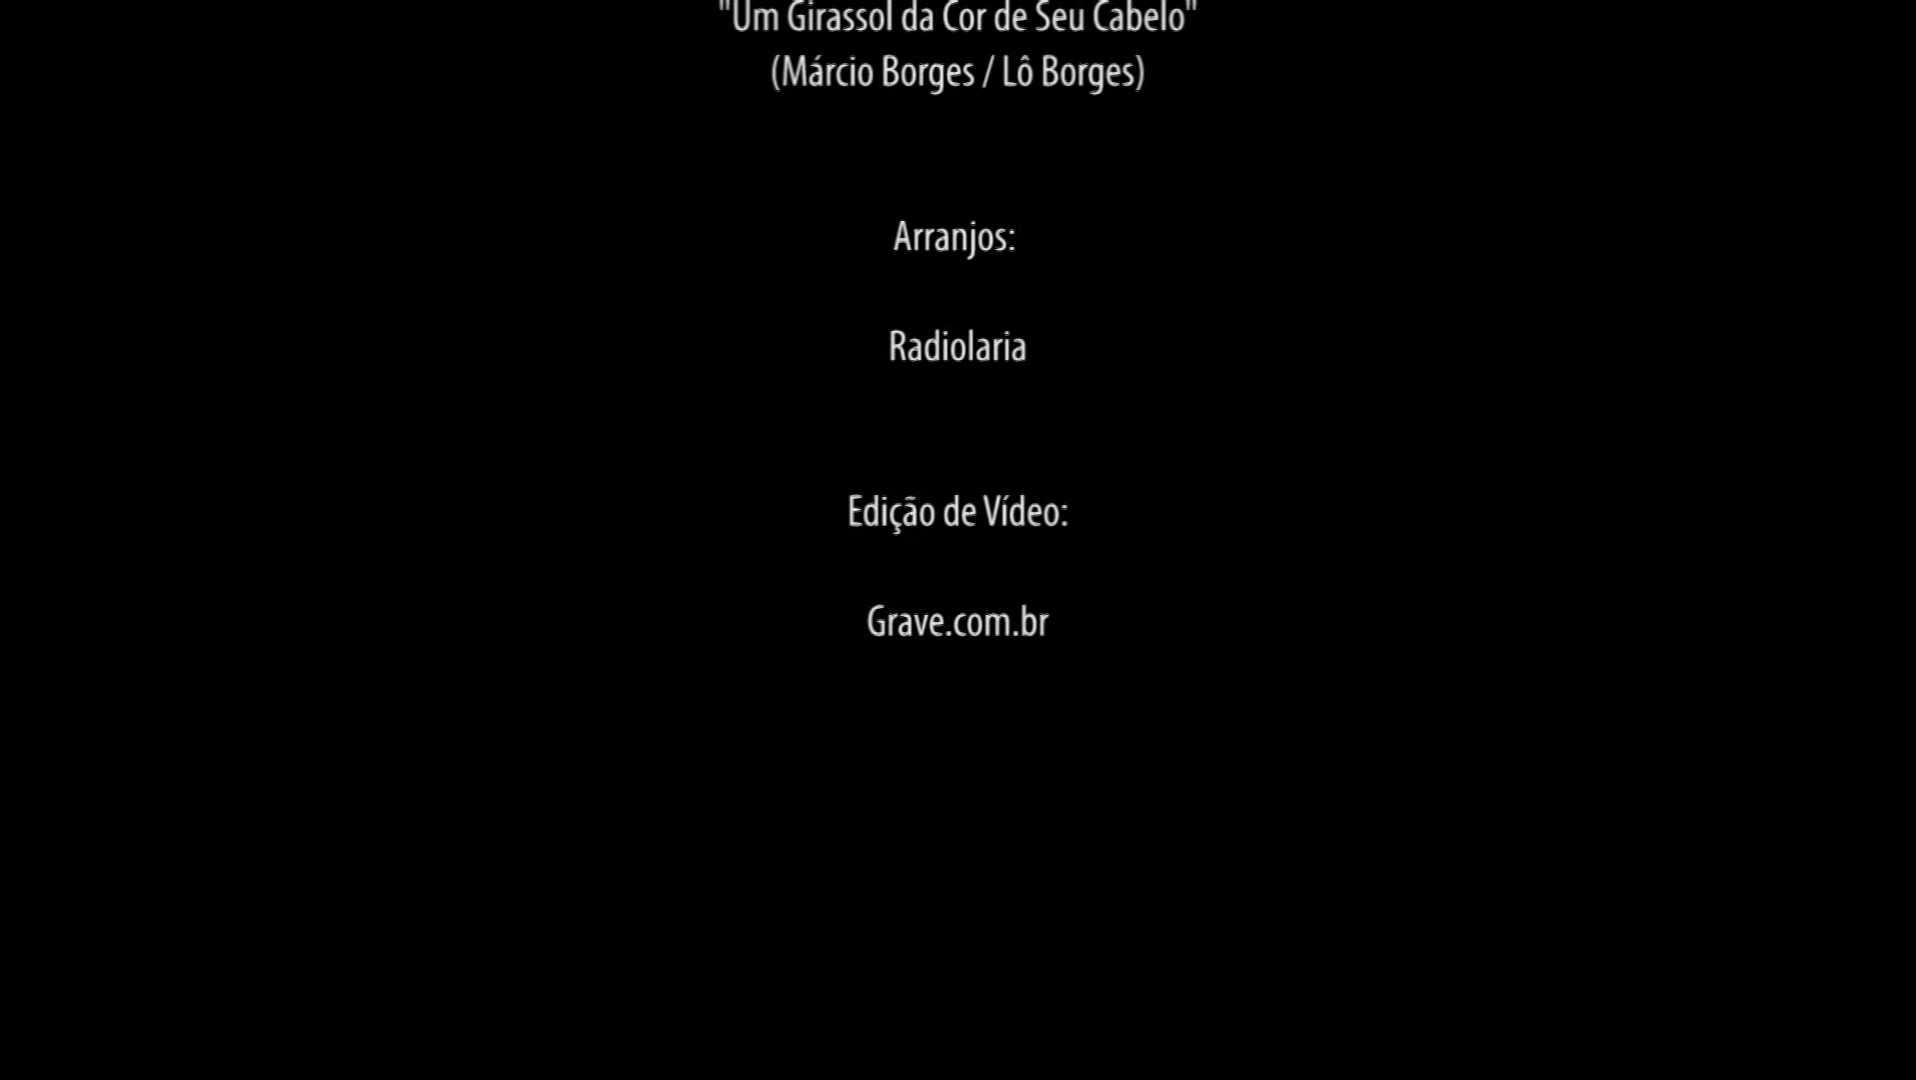 "Um Girassol da Cor de Seu Cabelo"
(Márcio Borges / Lô Borges)
Arranjos:
Radiolaria
Edição de Vídeo:
Grave.com.br